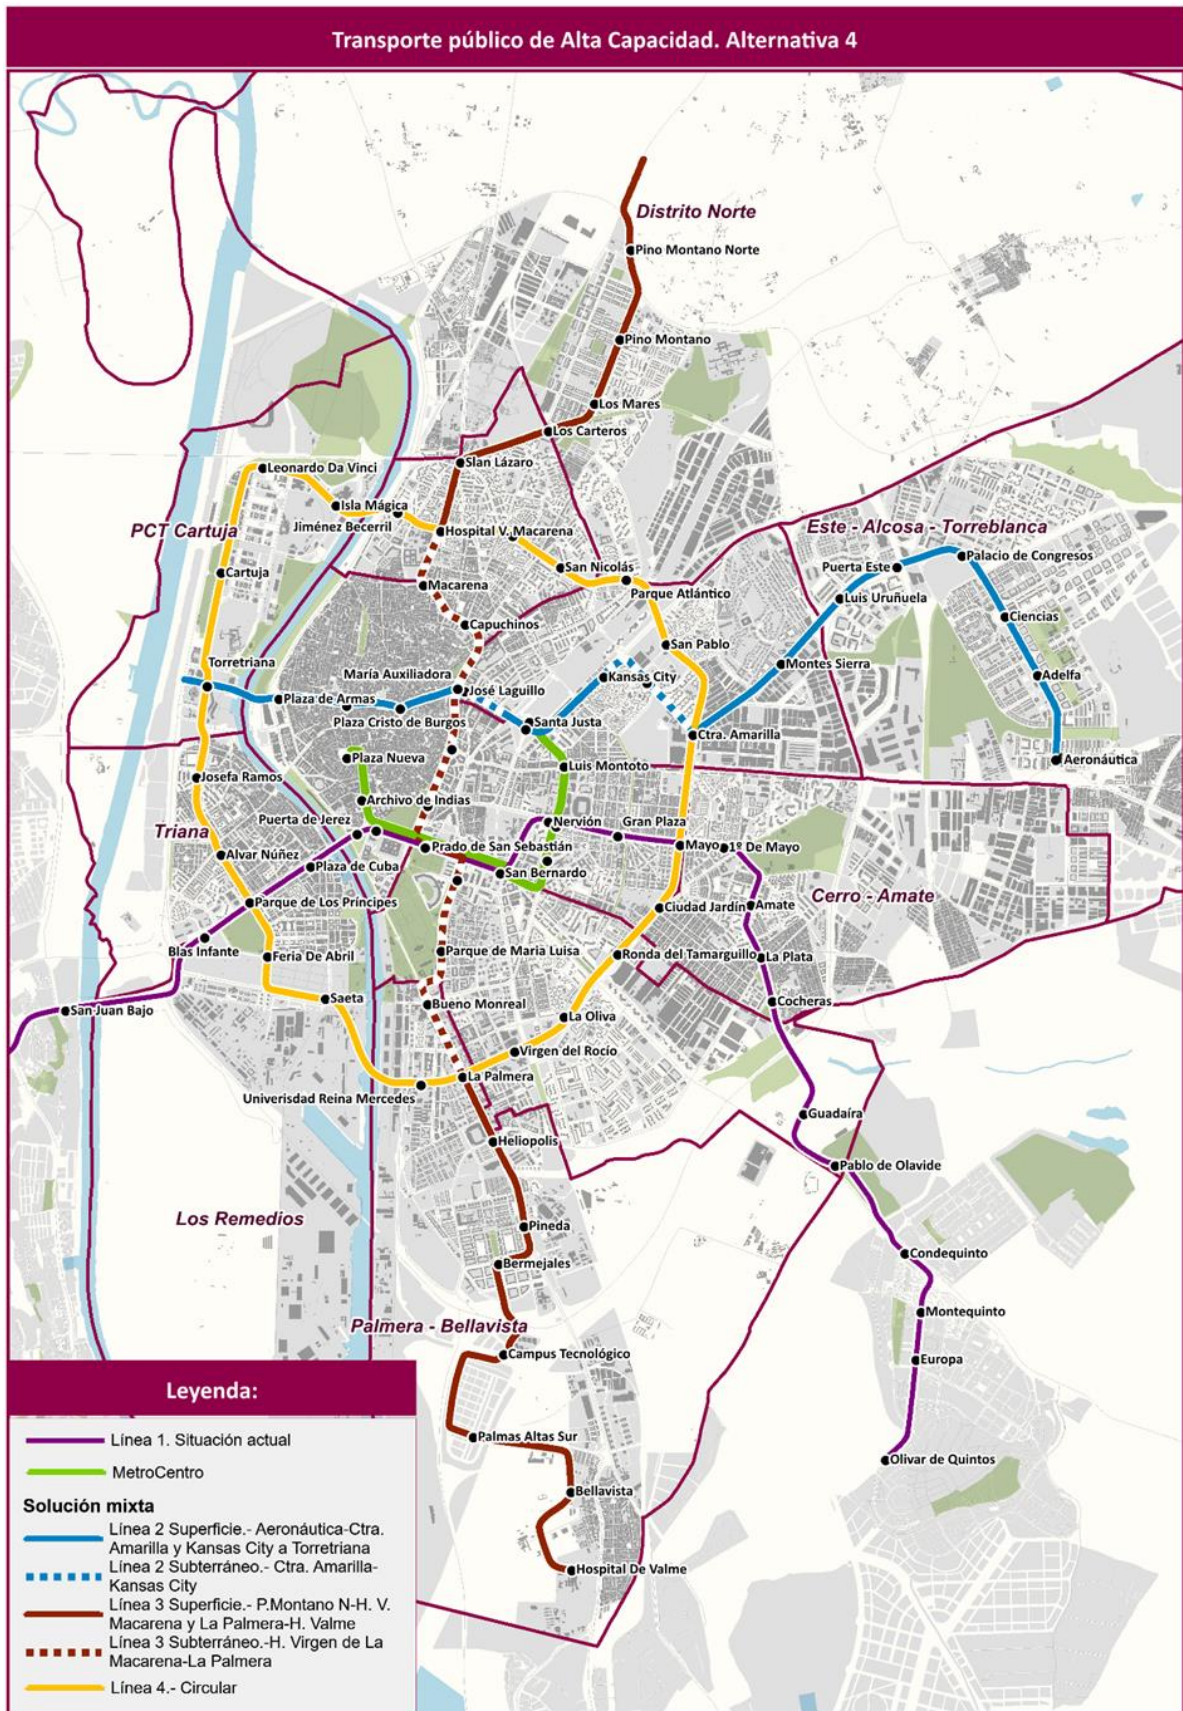 Transporte público de Alta Capacidad. Alternativa 4
Distrito Norte
Pino Montano Norte
Pino Montano
Los Mares
Los Carteros
Slan Lázaro
Leonardo Da Vinci
Isla Mágica
Jiménez Becerril
Hospital V. Macarena
PCT Cartuja
Este - Alcosa - Torreblanca
Palacio de Congresos
Puerta Este
San Nicolás
Cartuja
Macarena
Parque Atlántico
Luis Uruñuela
Ciencias
Capuchinos
San Pablo
Torretriana
Montes Sierra
María Auxiliadora
Kansas City
Adelfa
José Laguillo
Plaza de Armas
Plaza Cristo de Burgos
Santa Justa
Ctra. Amarilla
Plaza Nueva
Aeronáutica
Luis Montoto
Josefa Ramos
Archivo de Indias
Puerta de Jerez
Nervión
Gran Plaza
Triana
Prado de San Sebastián
Mayo
1º De Mayo
Alvar Núñez
Plaza de Cuba
San Bernardo
Cerro - Amate
Parque de Los Príncipes
Ciudad Jardín
Amate
Blas Infante
Feria De Abril
Parque de Maria Luisa
Ronda del Tamarguillo
La Plata
Saeta
Bueno Monreal
Cocheras
San Juan Bajo
La Oliva
Virgen del Rocío
La Palmera
Univerisdad Reina Mercedes
Guadaíra
Heliopolis
Pablo de Olavide
Los Remedios
Pineda
Condequinto
Bermejales
Montequinto
Palmera - Bellavista
Campus Tecnológico
Europa
Palmas Altas Sur
Olivar de Quintos
Bellavista
Hospital De Valme
Leyenda:
Línea 1. Situación actual
MetroCentro
Solución mixta
Línea 2 Superficie.- Aeronáutica-Ctra.
Amarilla y Kansas City a Torretriana
Línea 2 Subterráneo.- Ctra. Amarilla-
Kansas City
Línea 3 Superficie.- P.Montano N-H. V.
Macarena y La Palmera-H. Valme
Línea 3 Subterráneo.-H. Virgen de La
Macarena-La Palmera
Línea 4.- Circular